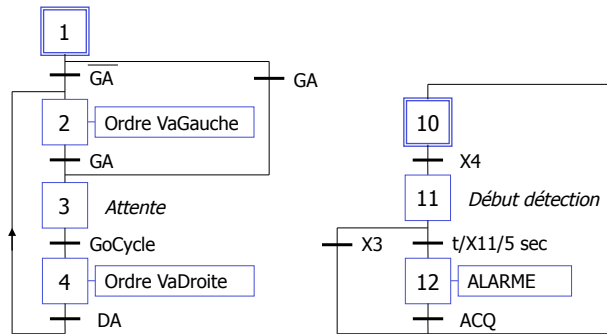 1
GA
GA
2
Ordre VaGauche
GA
3
Attente
GoCycle
4
Ordre VaDroite
DA
10
X4
11
Début détection
X3
t/X11/5 sec
12
ALARME
ACQ